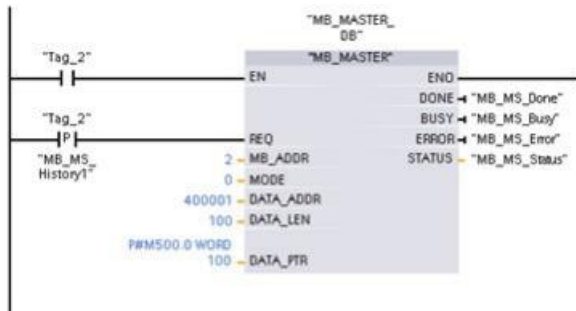 "MB_MASTER_
DB"
"Tag_2"
"MB_MASTER"
EN
ENO
DONE
"MB_MS_Done"
"Tag_2"
BUSY
"MB_MS_Busy"
P
REQ
ERROR
"MB_MS_Error"
"MB_MS_
History1"
2
MB_ADDR
STATUS
"MB_MS_Status"
0
MODE
400001
DATA_ADDR
100
DATA_LEN
P#M500.0 WORD
100
DATA_PTR